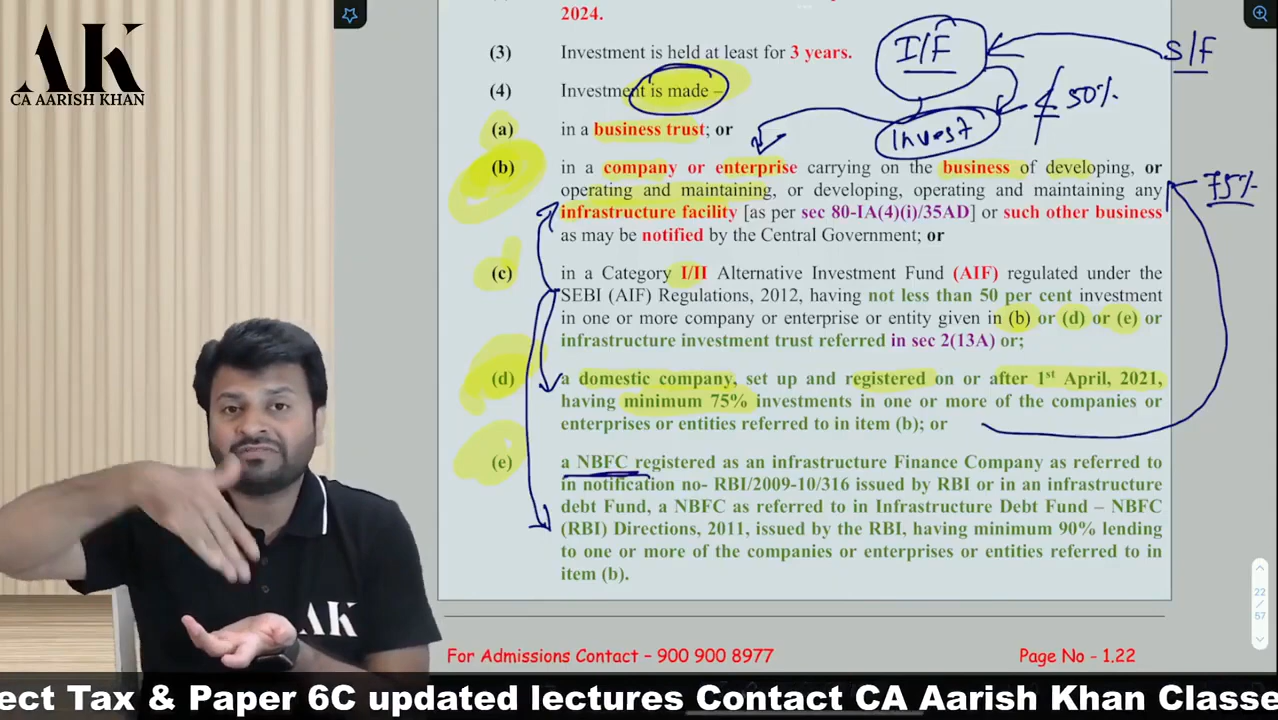 AK
CA AARISH KHAN
2024.
(3) Investment is held at least for 3 years.
(4) Investment is made –
(a) in a business trust; or
(b) in a company or enterprise carrying on the business of developing, or
operating and maintaining, or developing, operating and maintaining any
infrastructure facility [as per sec 80-IA(4)(i)/35AD] or such other business
as may be notified by the Central Government; or
(c) in a Category I/II Alternative Investment Fund (AIF) regulated under the
SEBI (AIF) Regulations, 2012, having not less than 50 per cent investment
in one or more company or enterprise or entity given in (b) or (d) or (e) or
infrastructure investment trust referred in sec 2(13A) or;
(d) a domestic company, set up and registered on or after 1st April, 2021,
having minimum 75% investments in one or more of the companies or
enterprises or entities referred to in item (b); or
(e) a NBFC registered as an infrastructure Finance Company as referred to
in notification no- RBI/2009-10/316 issued by RBI or in an infrastructure
debt Fund, a NBFC as referred to in Infrastructure Debt Fund – NBFC
(RBI) Directions, 2011, issued by the RBI, having minimum 90% lending
to one or more of the companies or enterprises or entities referred to in
item (b).
I/F
S/F
50%
Invest
75%
22
/
57
AK
For Admissions Contact – 900 900 8977
Page No - 1.22
ect Tax & Paper 6C updated lectures Contact CA Aarish Khan Classe